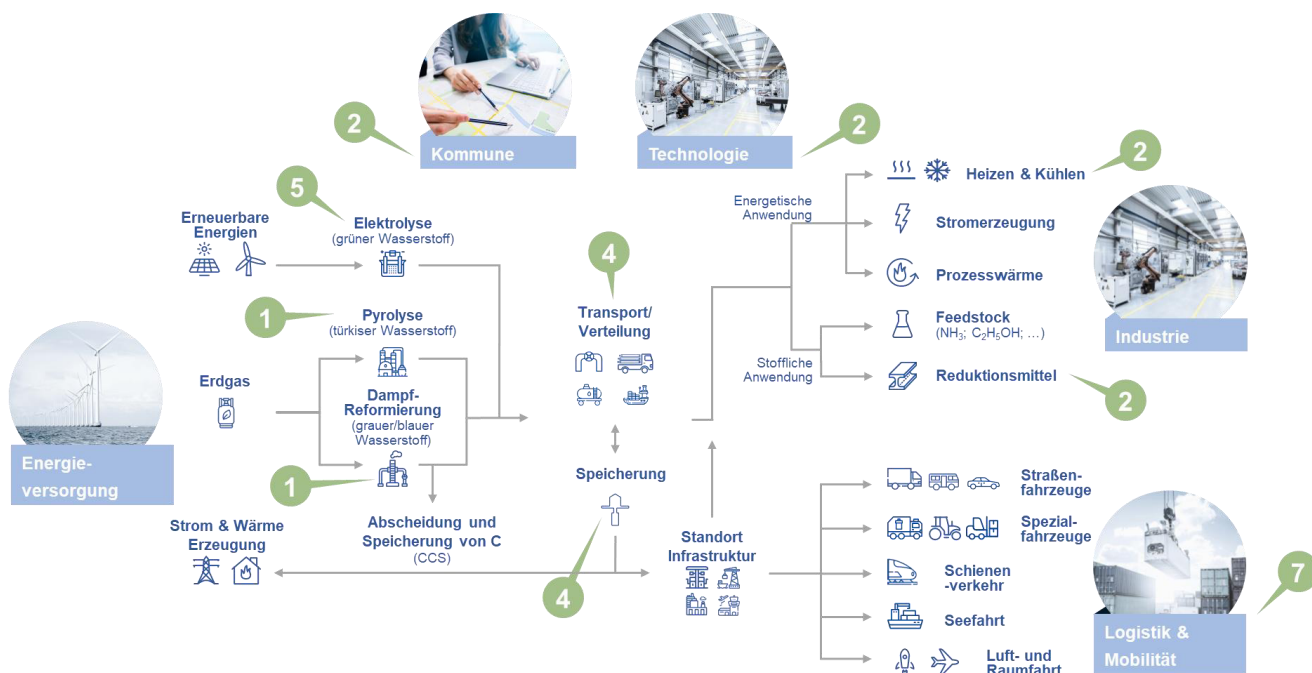 2
Kommune
Technologie
2
5
Erneuerbare
Energien
Elektrolyse
(grüner Wasserstoff)
1
Pyrolyse
(türkiser Wasserstoff)
Erdgas
Dampf-
Reformierung
(grauer/blauer
Wasserstoff)
1
Energie-
versorgung
Strom & Wärme
Erzeugung
Abscheidung und
Speicherung von C
(CCS)
4
Transport/
Verteilung
Speicherung
4
Standort
Infrastruktur
Energetische
Anwendung
Stoffliche
Anwendung
Heizen & Kühlen
2
Stromerzeugung
Prozesswärme
Feedstock
(NH₃; C₂H₅OH; …)
Reduktionsmittel
2
Industrie
Straßen-
fahrzeuge
Spezial-
fahrzeuge
Schienen
-verkehr
Seefahrt
Luft- und
Raumfahrt
7
Logistik &
Mobilität